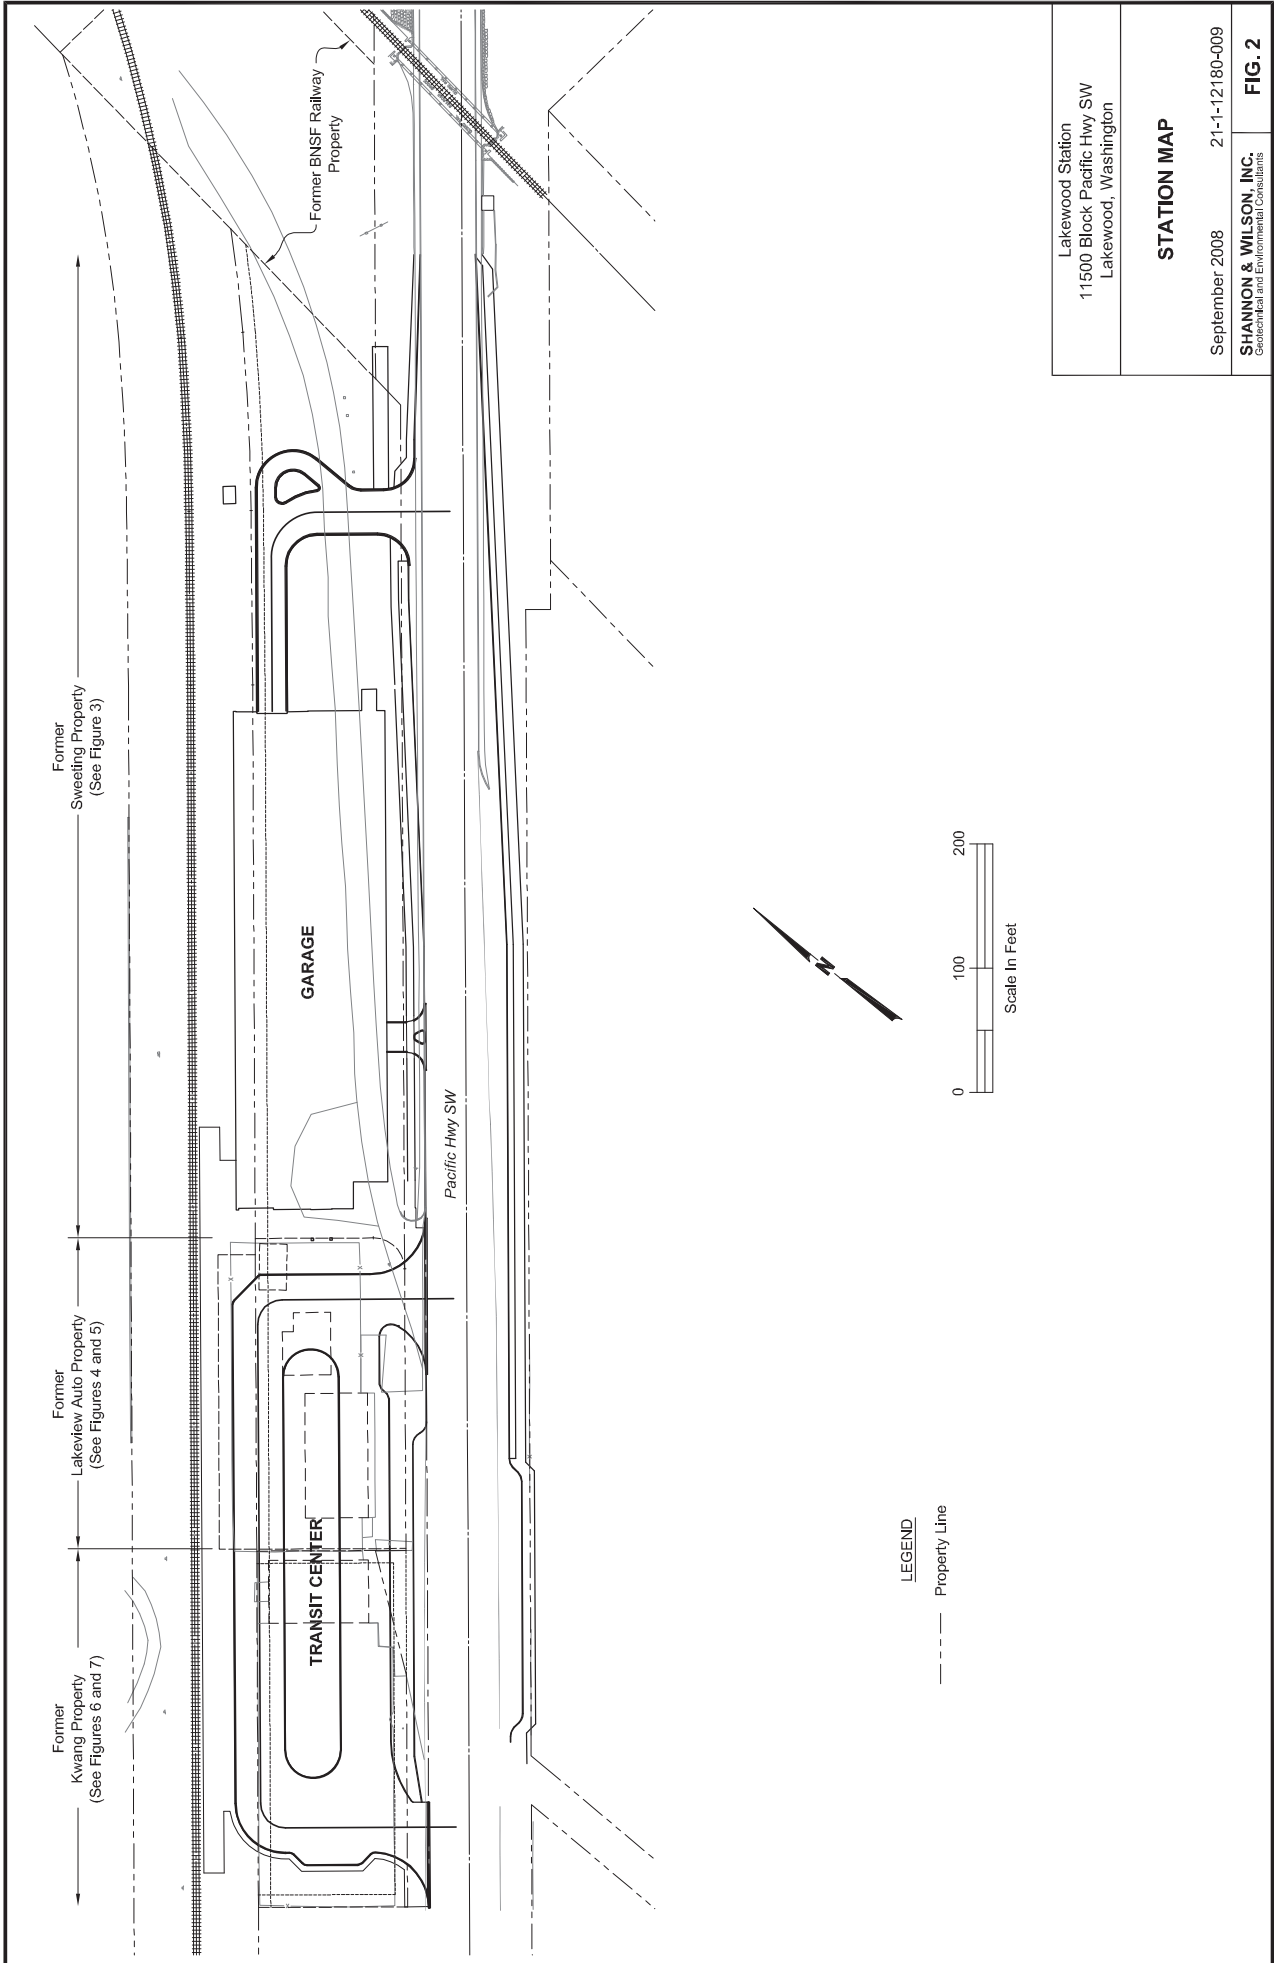 Former
Kwang Property
(See Figures 6 and 7)
Former
Lakeview Auto Property
(See Figures 4 and 5)
Former
Sweeting Property
(See Figure 3)
Former BNSF Railway
Property
TRANSIT CENTER
GARAGE
Pacific Hwy SW
N
0
100
200
Scale In Feet
LEGEND
Property Line
Lakewood Station
11500 Block Pacific Hwy SW
Lakewood, Washington
STATION MAP
September 2008
21-1-12180-009
SHANNON & WILSON, INC.
Geotechnical and Environmental Consultants
FIG. 2